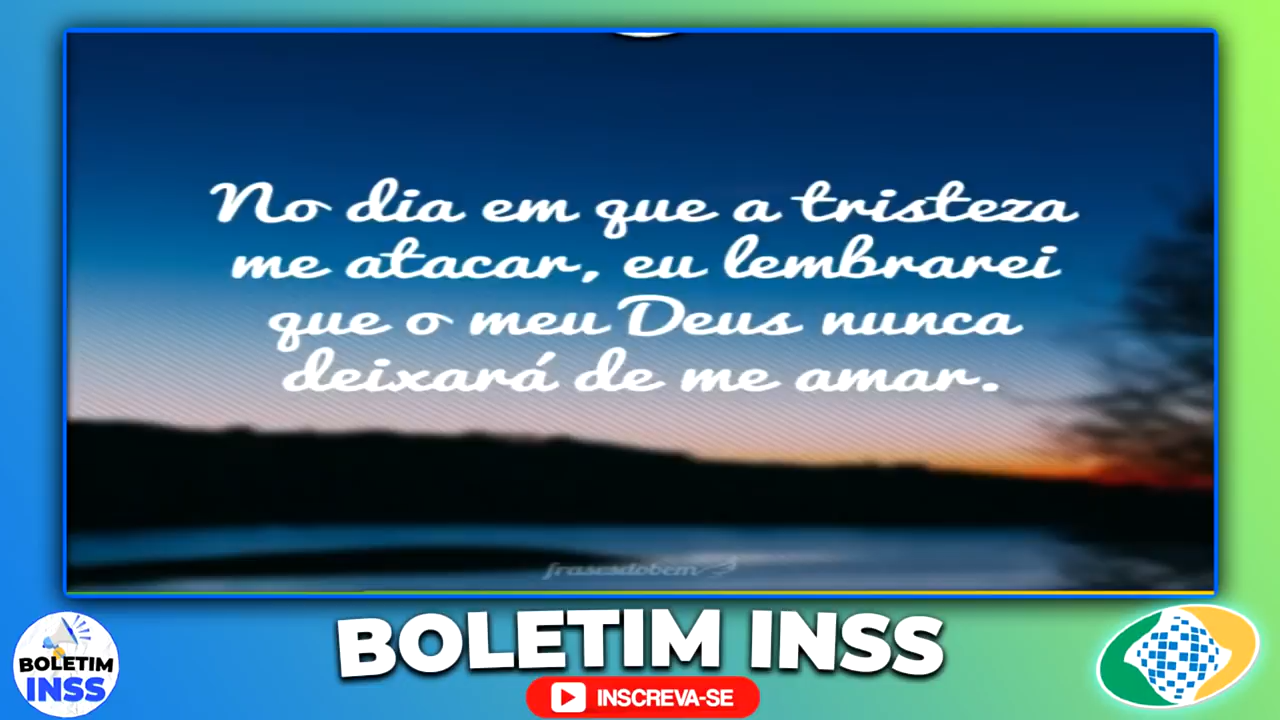 No dia em que a tristeza
me atacar, eu lembrarei
que o meu Deus nunca
deixará de me amar.
frasesdobem
BOLETIM INSS
BOLETIM
INSS
INSCREVA-SE